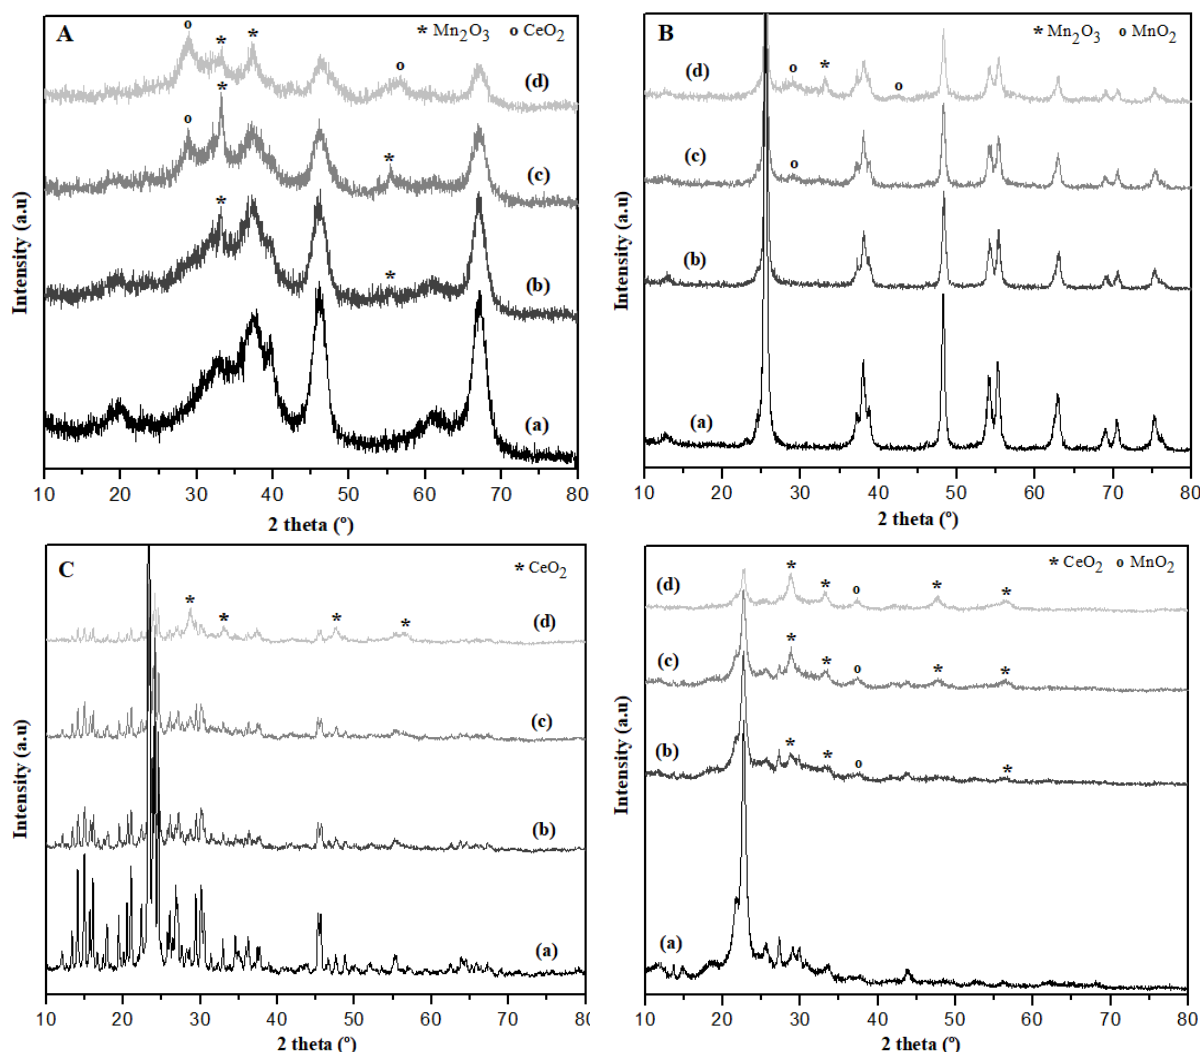 A
* Mn2O3 o CeO2
o
*
*
o
(d)
*
o
*
(c)
*
*
(b)
(a)
Intensity (a.u)
10 20 30 40 50 60 70 80
2 theta (º)
B
* Mn2O3 o MnO2
(d)
o
*
o
(c)
o
(b)
(a)
Intensity (a.u)
10 20 30 40 50 60 70 80
2 theta (º)
C
* CeO2
*
*
*
*
(d)
(c)
(b)
(a)
Intensity (a.u)
10 20 30 40 50 60 70 80
2 theta (º)
* CeO2 o MnO2
(d)
*
*
o
*
*
(c)
*
*
o
*
*
(b)
*
*
o
*
(a)
Intensity (a.u)
10 20 30 40 50 60 70 80
2 theta (º)